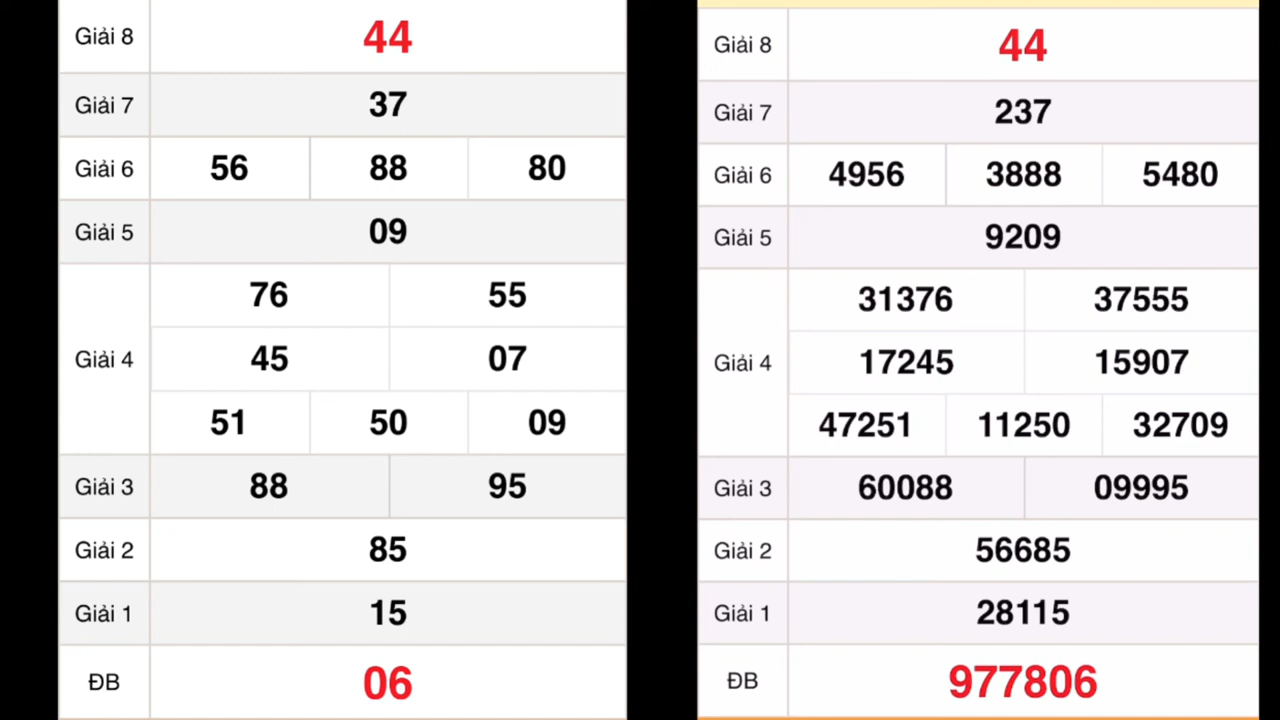 Giải 8 44
Giải 7 37
Giải 6 56 88 80
Giải 5 09
76 55
Giải 4 45 07
51 50 09
Giải 3 88 95
Giải 2 85
Giải 1 15
ĐB 06
Giải 8 44
Giải 7 237
Giải 6 4956 3888 5480
Giải 5 9209
31376 37555
Giải 4 17245 15907
47251 11250 32709
Giải 3 60088 09995
Giải 2 56685
Giải 1 28115
ĐB 977806